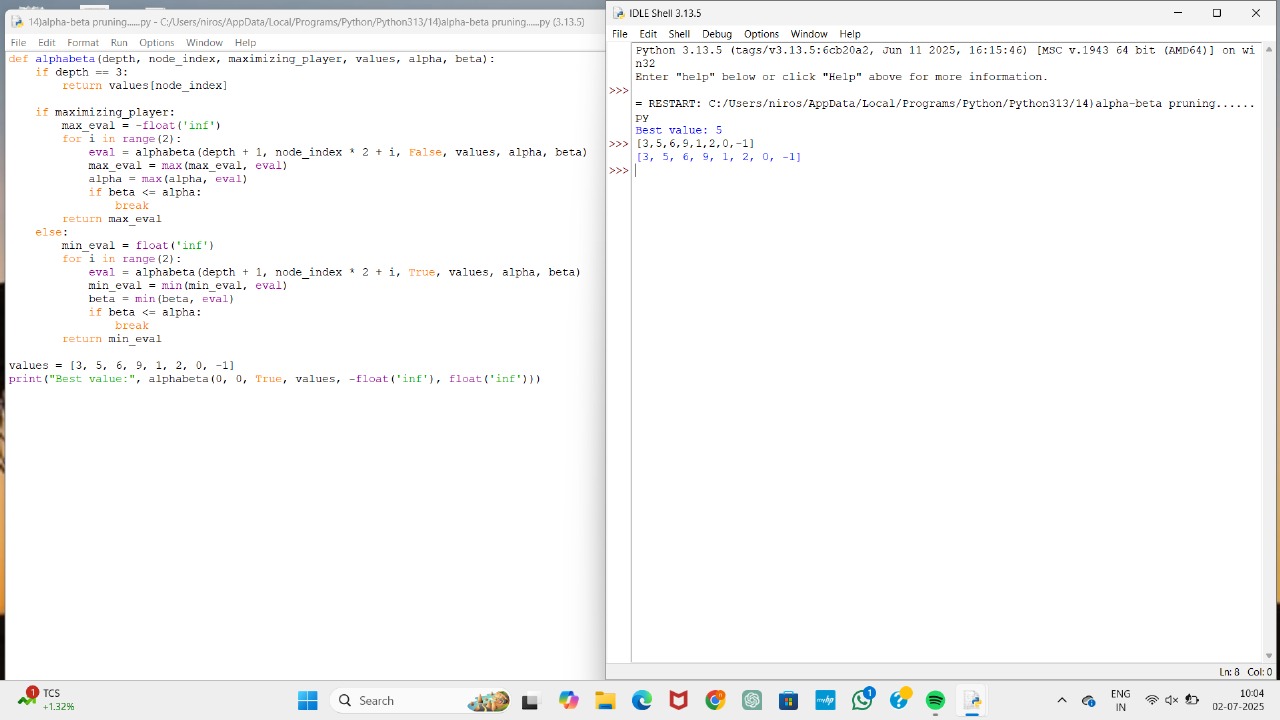 14)alpha-beta pruning......py - C:/Users/niros/AppData/Local/Programs/Python/Python313/14)alpha-beta pruning......py (3.13.5)
File Edit Format Run Options Window Help
def alphabeta(depth, node_index, maximizing_player, values, alpha, beta):
    if depth == 3:
        return values[node_index]

    if maximizing_player:
        max_eval = -float('inf')
        for i in range(2):
            eval = alphabeta(depth + 1, node_index * 2 + i, False, values, alpha, beta)
            max_eval = max(max_eval, eval)
            alpha = max(alpha, eval)
            if beta <= alpha:
                break
        return max_eval
    else:
        min_eval = float('inf')
        for i in range(2):
            eval = alphabeta(depth + 1, node_index * 2 + i, True, values, alpha, beta)
            min_eval = min(min_eval, eval)
            beta = min(beta, eval)
            if beta <= alpha:
                break
        return min_eval

values = [3, 5, 6, 9, 1, 2, 0, -1]
print("Best value:", alphabeta(0, 0, True, values, -float('inf'), float('inf')))
IDLE Shell 3.13.5
File Edit Shell Debug Options Window Help
Python 3.13.5 (tags/v3.13.5:6cb20a2, Jun 11 2025, 16:15:46) [MSC v.1943 64 bit (AMD64)] on wi
n32
Enter "help" below or click "Help" above for more information.
>>>
= RESTART: C:/Users/niros/AppData/Local/Programs/Python/Python313/14)alpha-beta pruning......
py
Best value: 5
>>> [3,5,6,9,1,2,0,-1]
[3, 5, 6, 9, 1, 2, 0, -1]
>>>
Ln: 8 Col: 0
1
TCS
+1.32%
Search
myhp
1
ENG
IN
10:04
02-07-2025